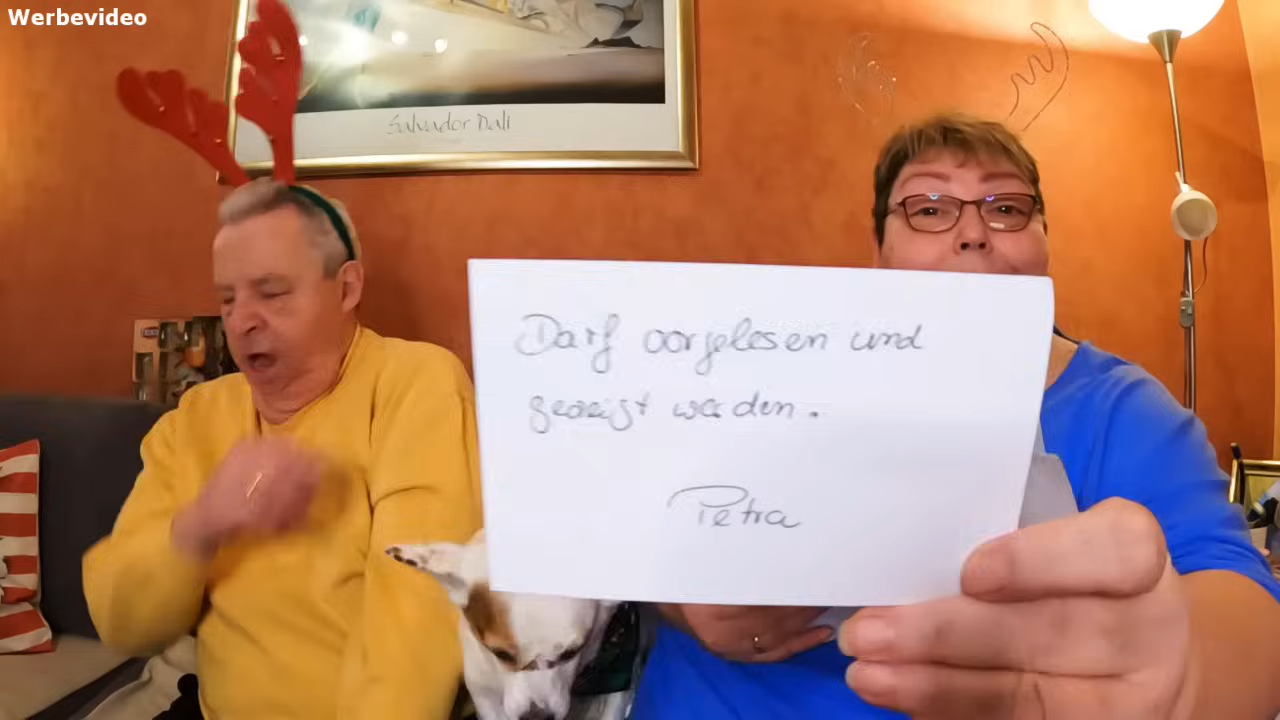 Werbevideo
Salvador Dali
Darf vorgelesen und
gezeigt werden.
Petra